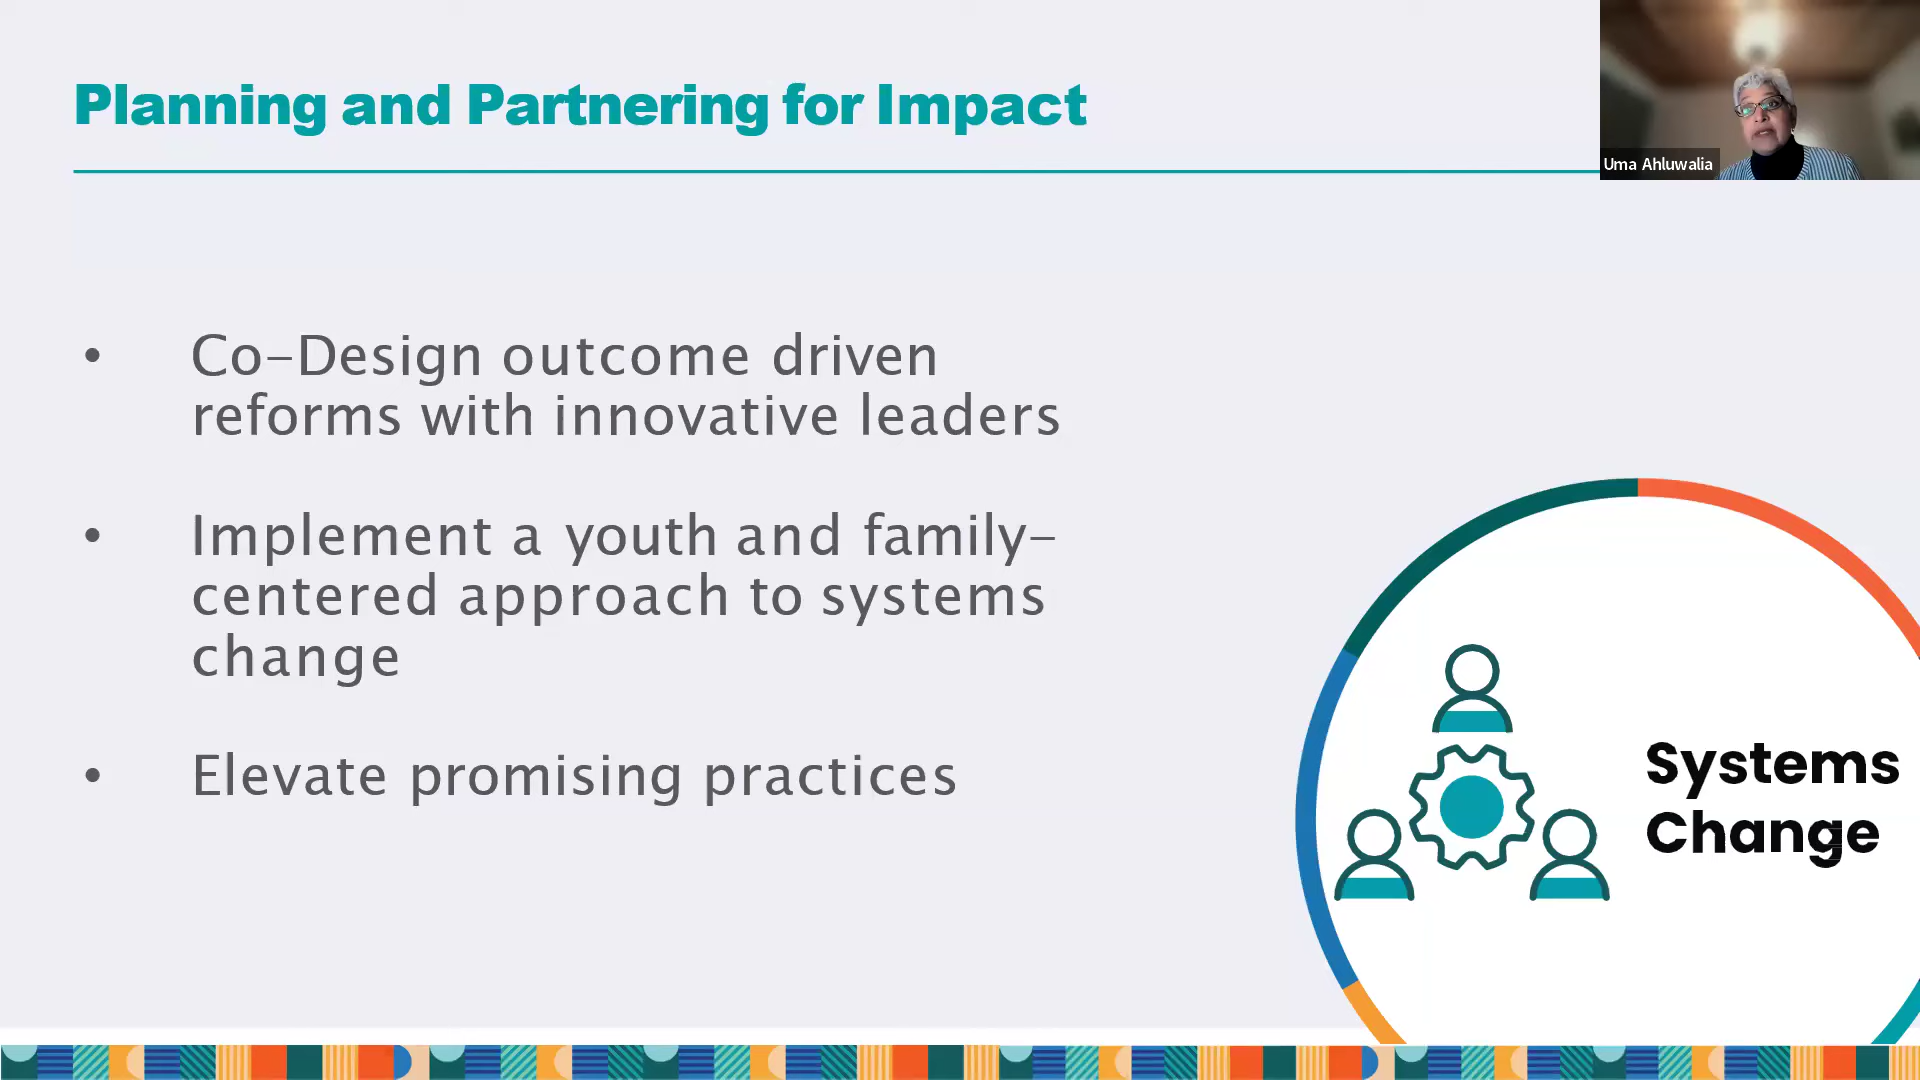 Planning and Partnering for Impact
Uma Ahluwalia
• Co-Design outcome driven
reforms with innovative leaders
• Implement a youth and family-
centered approach to systems
change
• Elevate promising practices
Systems
Change